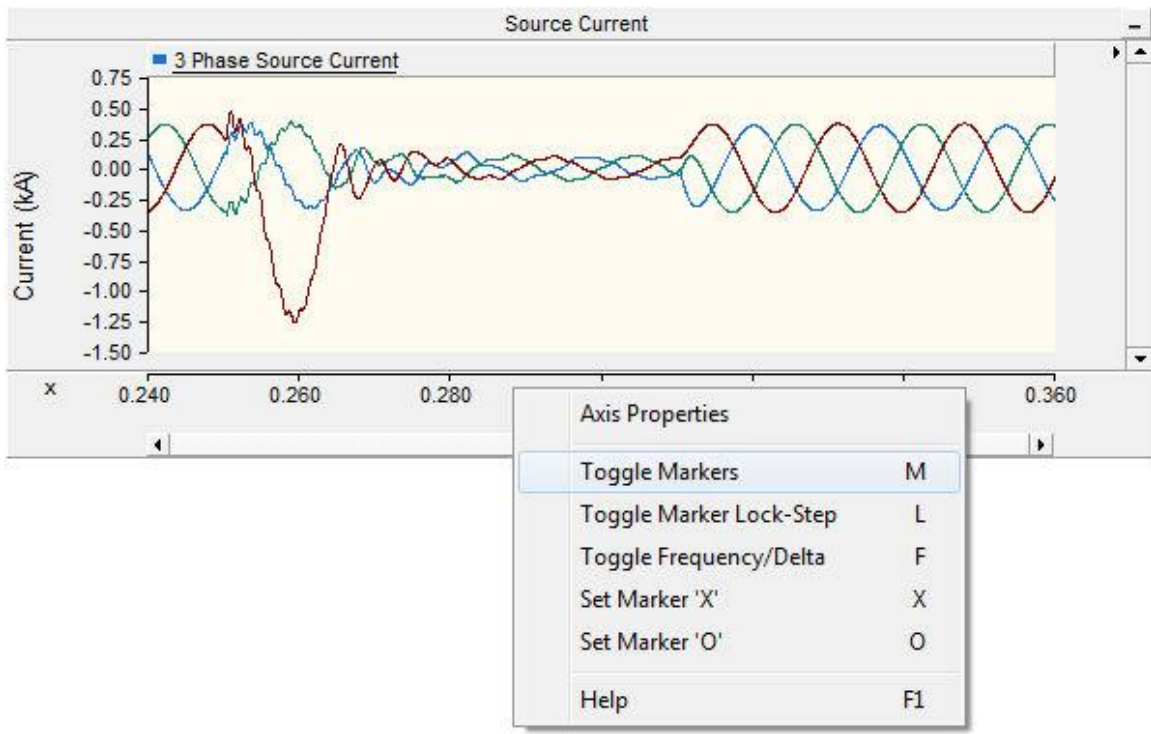 Source Current
3 Phase Source Current
0.75
0.50
0.25
0.00
-0.25
-0.50
-0.75
-1.00
-1.25
-1.50
Current (kA)
x 0.240 0.260 0.280 0.360
Axis Properties
Toggle Markers M
Toggle Marker Lock-Step L
Toggle Frequency/Delta F
Set Marker 'X' X
Set Marker 'O' O
Help F1